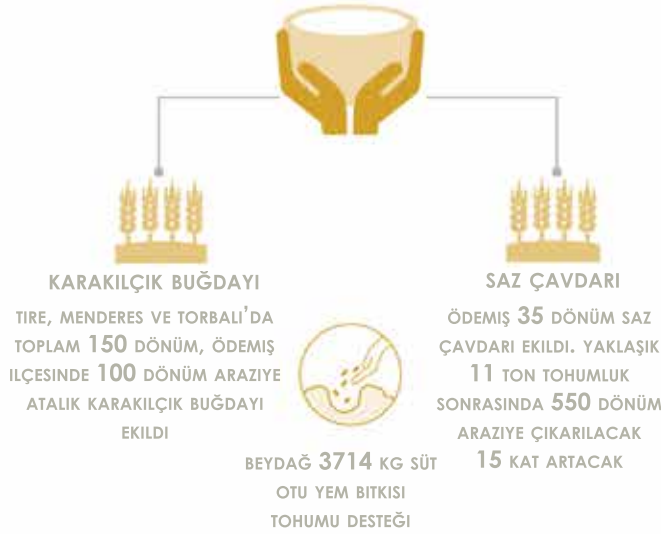 KARAKILÇIK BUĞDAYI
TIRE, MENDERES VE TORBALI'DA
TOPLAM 150 DÖNÜM, ÖDEMIŞ
ILÇESINDE 100 DÖNÜM ARAZIYE
ATALIK KARAKILÇIK BUĞDAYI
EKILDI
BEYDAĞ 3714 KG SÜT
OTU YEM BITKISI
TOHUMU DESTEĞI
SAZ ÇAVDARI
ÖDEMIŞ 35 DÖNÜM SAZ
ÇAVDARI EKILDI. YAKLAŞIK
11 TON TOHUMLUK
SONRASINDA 550 DÖNÜM
ARAZIYE ÇIKARILACAK
15 KAT ARTACAK